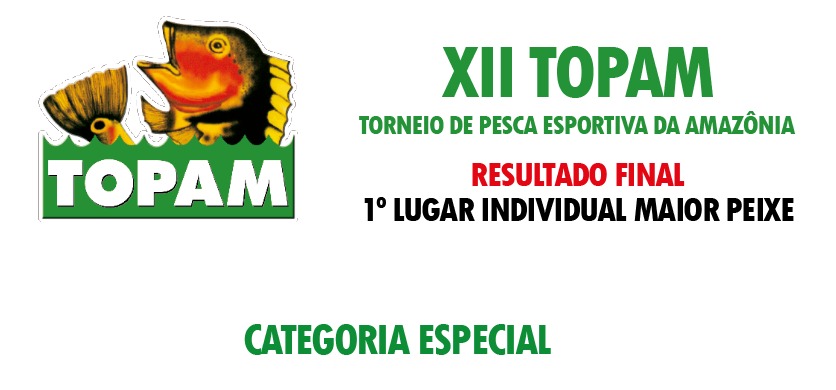 TOPAM
XII TOPAM
TORNEIO DE PESCA ESPORTIVA DA AMAZÔNIA
RESULTADO FINAL
1º LUGAR INDIVIDUAL MAIOR PEIXE
CATEGORIA ESPECIAL